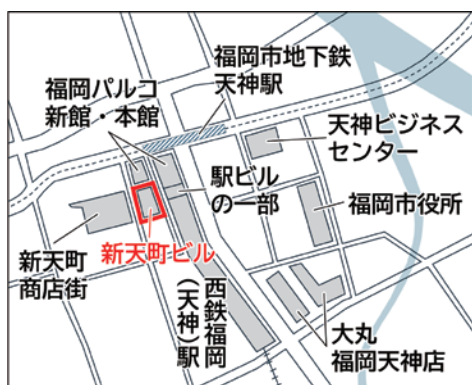 福岡市地下鉄
天神駅
福岡パルコ
新館・本館
天神ビジネス
センター
駅ビル
の一部
福岡市役所
新天町
商店街
新天町ビル
西鉄福岡
(天神)駅
大丸
福岡天神店